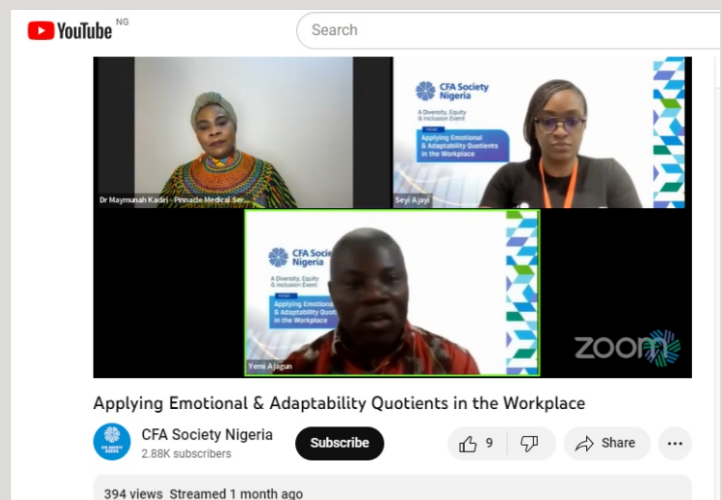 YouTube NG
Search
CFA Society
Nigeria
A Diversity, Equity
& Inclusion Event
Applying Emotional
& Adaptability Quotients
in the Workplace
Dr Maymunah Kadiri - Pinnacle Medical Ser...
Seyi Ajayi
CFA Socie
Nigeria
A Diversity, Equity
& Inclusion Event
Applying Emotional
& Adaptability Quot
in the Workplace
Yemi Ajagun
zoom
Applying Emotional & Adaptability Quotients in the Workplace
CFA Society Nigeria
2.88K subscribers
Subscribe
9
Share
394 views Streamed 1 month ago